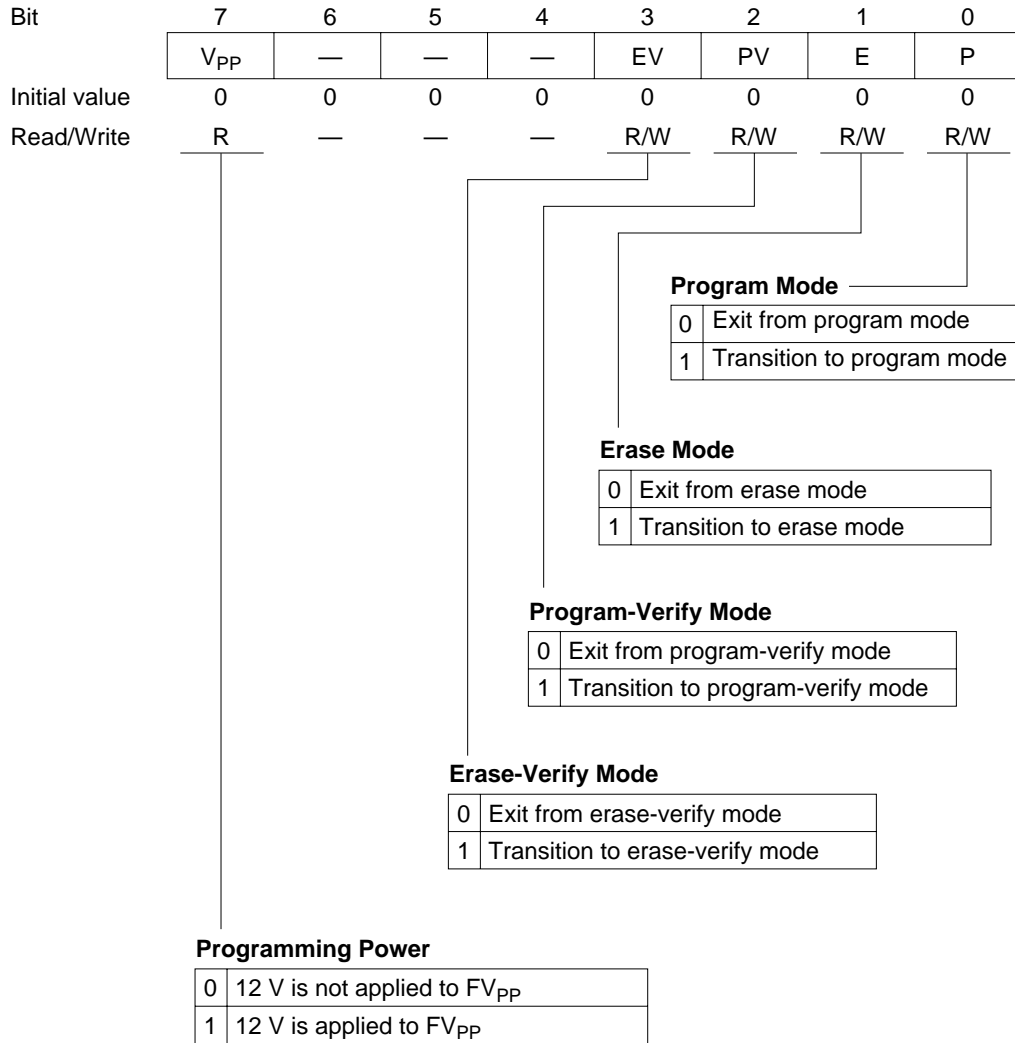 Bit 7 6 5 4 3 2 1 0
VPP — — — EV PV E P
Initial value 0 0 0 0 0 0 0 0
Read/Write R — — — R/W R/W R/W R/W
Program Mode
0 Exit from program mode
1 Transition to program mode
Erase Mode
0 Exit from erase mode
1 Transition to erase mode
Program-Verify Mode
0 Exit from program-verify mode
1 Transition to program-verify mode
Erase-Verify Mode
0 Exit from erase-verify mode
1 Transition to erase-verify mode
Programming Power
0 12 V is not applied to FVPP
1 12 V is applied to FVPP